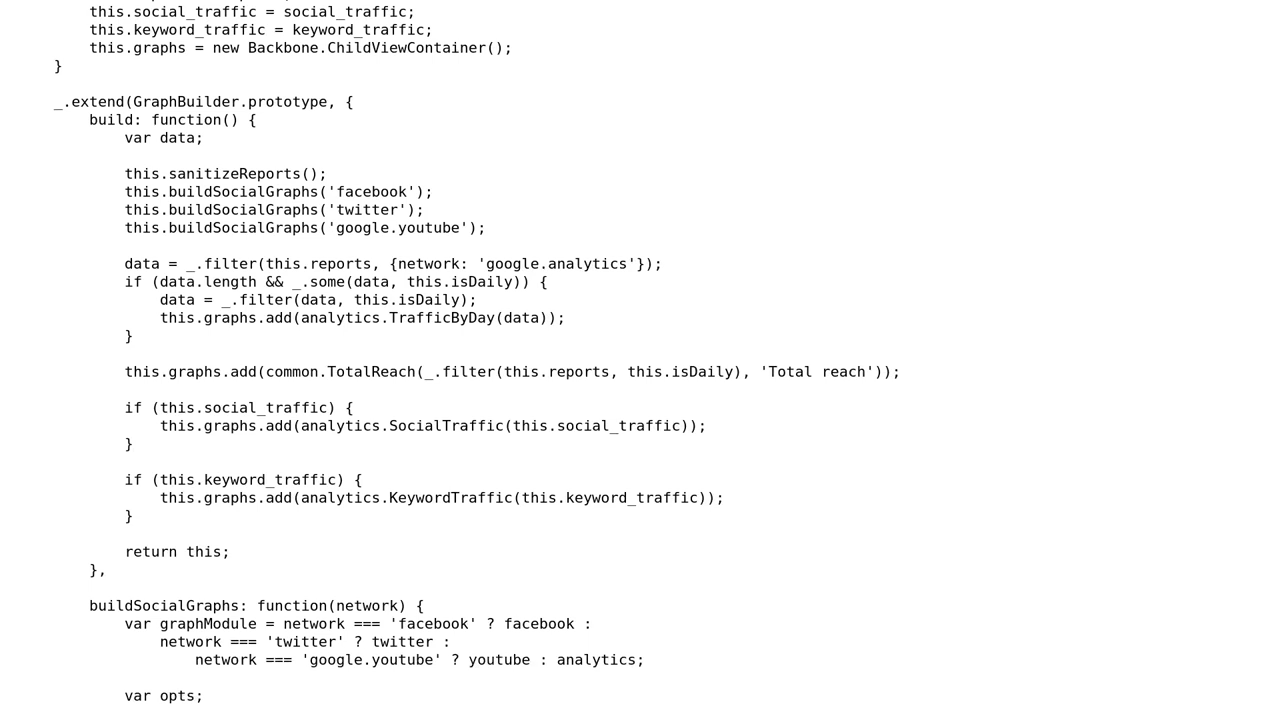 this.social_traffic = social_traffic;
    this.keyword_traffic = keyword_traffic;
    this.graphs = new Backbone.ChildViewContainer();
}

_.extend(GraphBuilder.prototype, {
    build: function() {
        var data;

        this.sanitizeReports();
        this.buildSocialGraphs('facebook');
        this.buildSocialGraphs('twitter');
        this.buildSocialGraphs('google.youtube');

        data = _.filter(this.reports, {network: 'google.analytics'});
        if (data.length && _.some(data, this.isDaily)) {
            data = _.filter(data, this.isDaily);
            this.graphs.add(analytics.TrafficByDay(data));
        }

        this.graphs.add(common.TotalReach(_.filter(this.reports, this.isDaily), 'Total reach'));

        if (this.social_traffic) {
            this.graphs.add(analytics.SocialTraffic(this.social_traffic));
        }

        if (this.keyword_traffic) {
            this.graphs.add(analytics.KeywordTraffic(this.keyword_traffic));
        }

        return this;
    },

    buildSocialGraphs: function(network) {
        var graphModule = network === 'facebook' ? facebook :
            network === 'twitter' ? twitter :
                network === 'google.youtube' ? youtube : analytics;

        var opts;